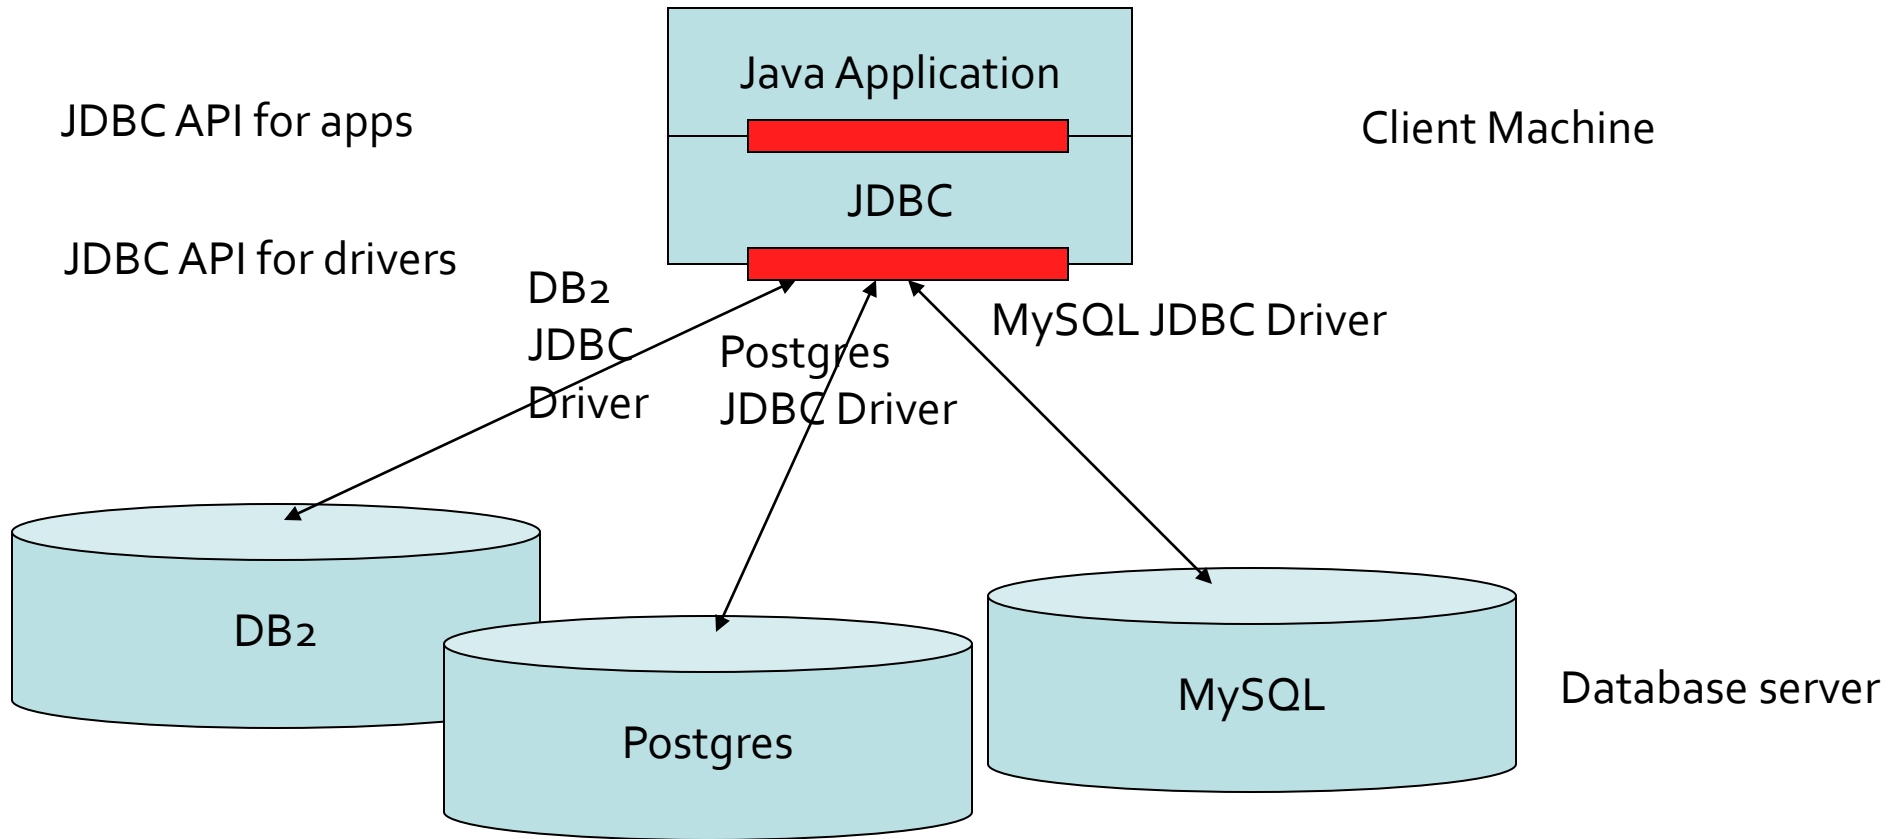 Java Application
JDBC API for apps
Client Machine
JDBC
JDBC API for drivers
DB2
JDBC
Driver
Postgres
JDBC Driver
MySQL JDBC Driver
DB2
Postgres
MySQL
Database server